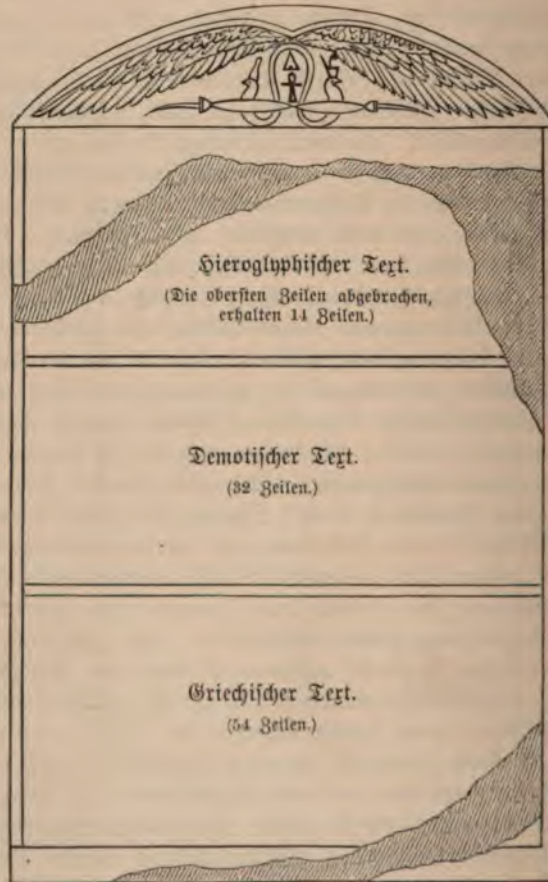 Hieroglyphischer Text.
(Die obersten Zeilen abgebrochen,
erhalten 14 Zeilen.)
Demotischer Text.
(32 Zeilen.)
Griechischer Text.
(54 Zeilen.)